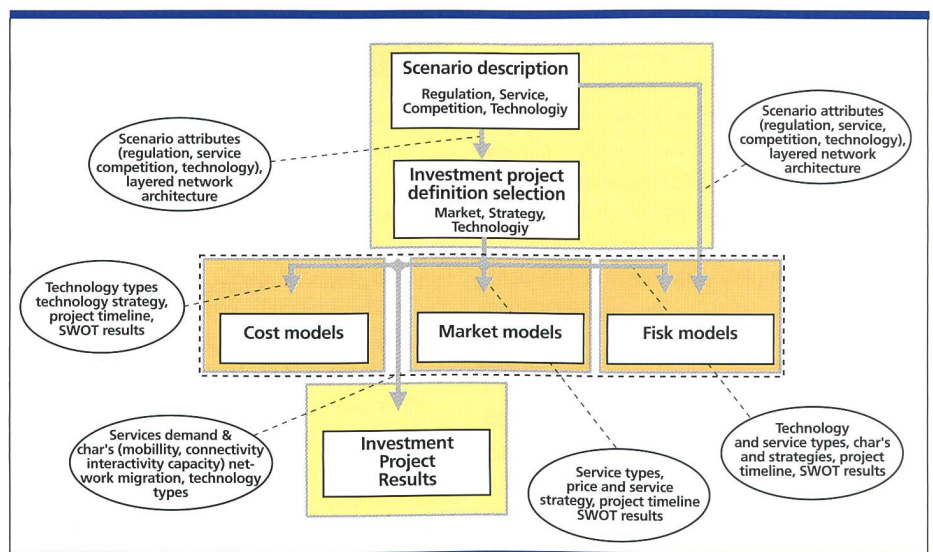 Scenario description
Regulation, Service,
Competition, Technologiy
Scenario attributes
(regulation, service
competition, technology),
layered network
architecture
Scenario attributes
(regulation, service,
competition, technology),
layered network
architecture
Investment project
definition selection
Market, Strategy,
Technologiy
Technology types
technology strategy,
project timeline,
SWOT results
Cost models
Market models
Fisk models
Services demand &
char's (mobillity, connectivity
interactivity capacity) net-
work migration, technology
types
Investment
Project
Results
Service types,
price and service
strategy, project timeline
SWOT results
Technology
and service types, char's
and strategies, project
timeline, SWOT results